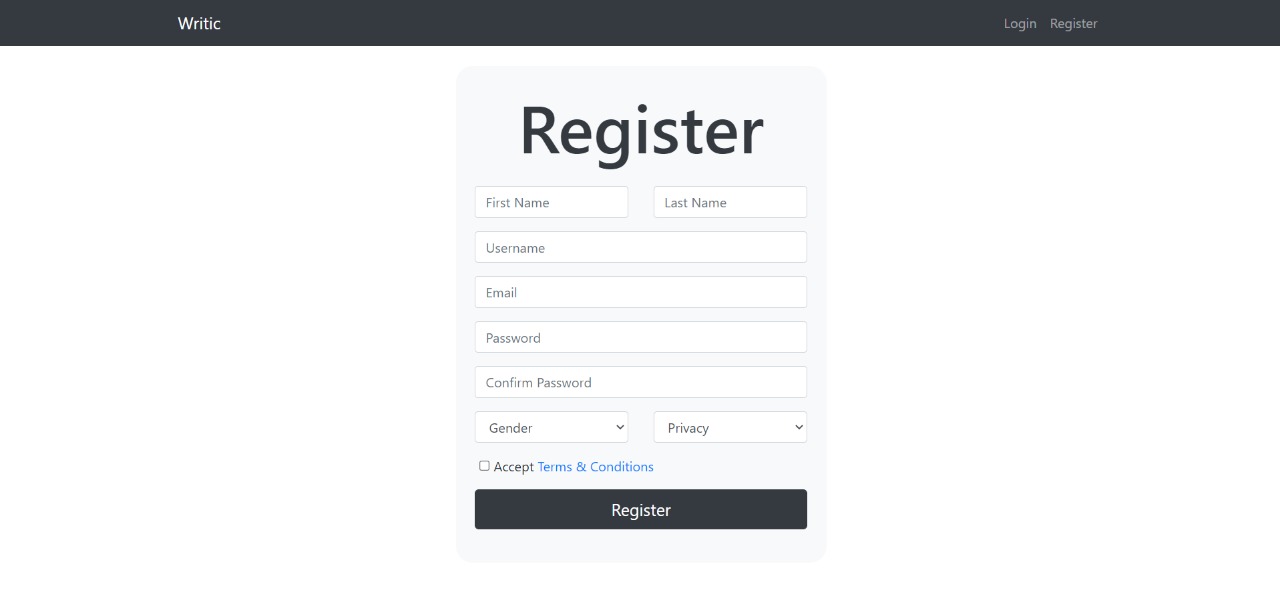 Writic Login Register
Register
First Name Last Name
Username
Email
Password
Confirm Password
Gender Privacy
Accept Terms & Conditions
Register